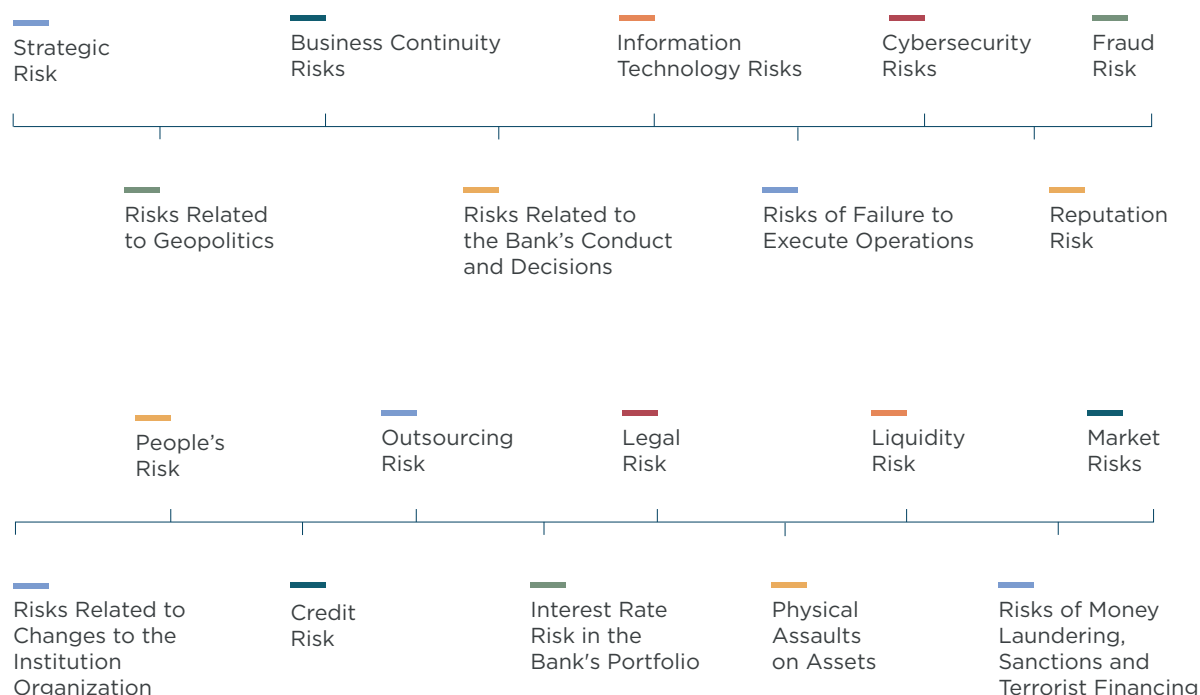 Strategic
Risk
Business Continuity
Risks
Information
Technology Risks
Cybersecurity
Risks
Fraud
Risk
Risks Related
to Geopolitics
Risks Related to
the Bank’s Conduct
and Decisions
Risks of Failure to
Execute Operations
Reputation
Risk
People’s
Risk
Outsourcing
Risk
Legal
Risk
Liquidity
Risk
Market
Risks
Risks Related to
Changes to the
Institution
Organization
Credit
Risk
Interest Rate
Risk in the
Bank's Portfolio
Physical
Assaults
on Assets
Risks of Money
Laundering,
Sanctions and
Terrorist Financing